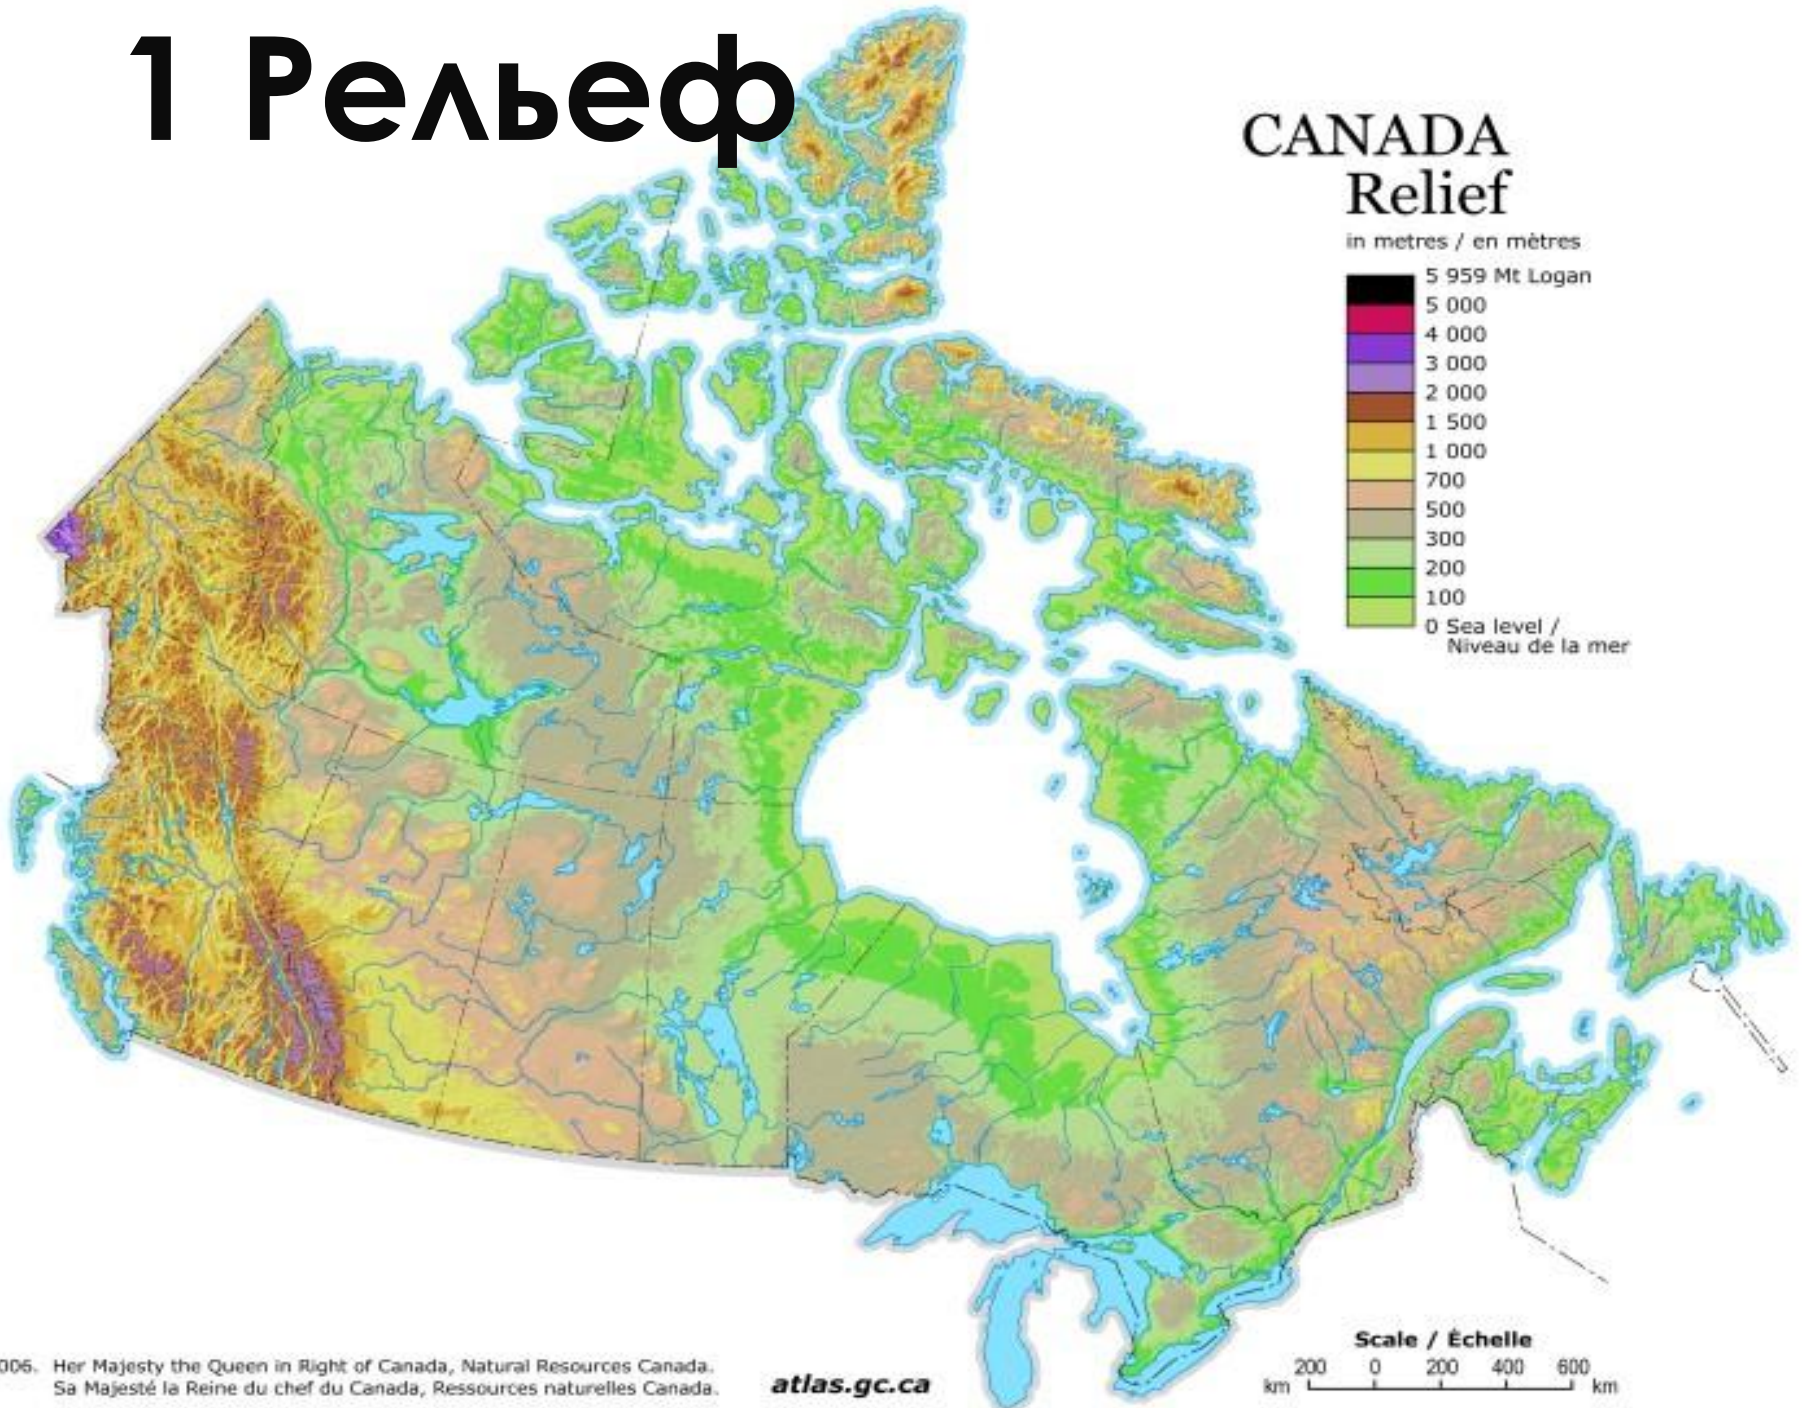 1 Рельеф
CANADA
Relief
in metres / en mètres
5 959 Mt Logan
5 000
4 000
3 000
2 000
1 500
1 000
700
500
300
200
100
0 Sea level /
Niveau de la mer
006. Her Majesty the Queen in Right of Canada, Natural Resources Canada.
Sa Majesté la Reine du chef du Canada, Ressources naturelles Canada.
atlas.gc.ca
Scale / Échelle
200 0 200 400 600
km km